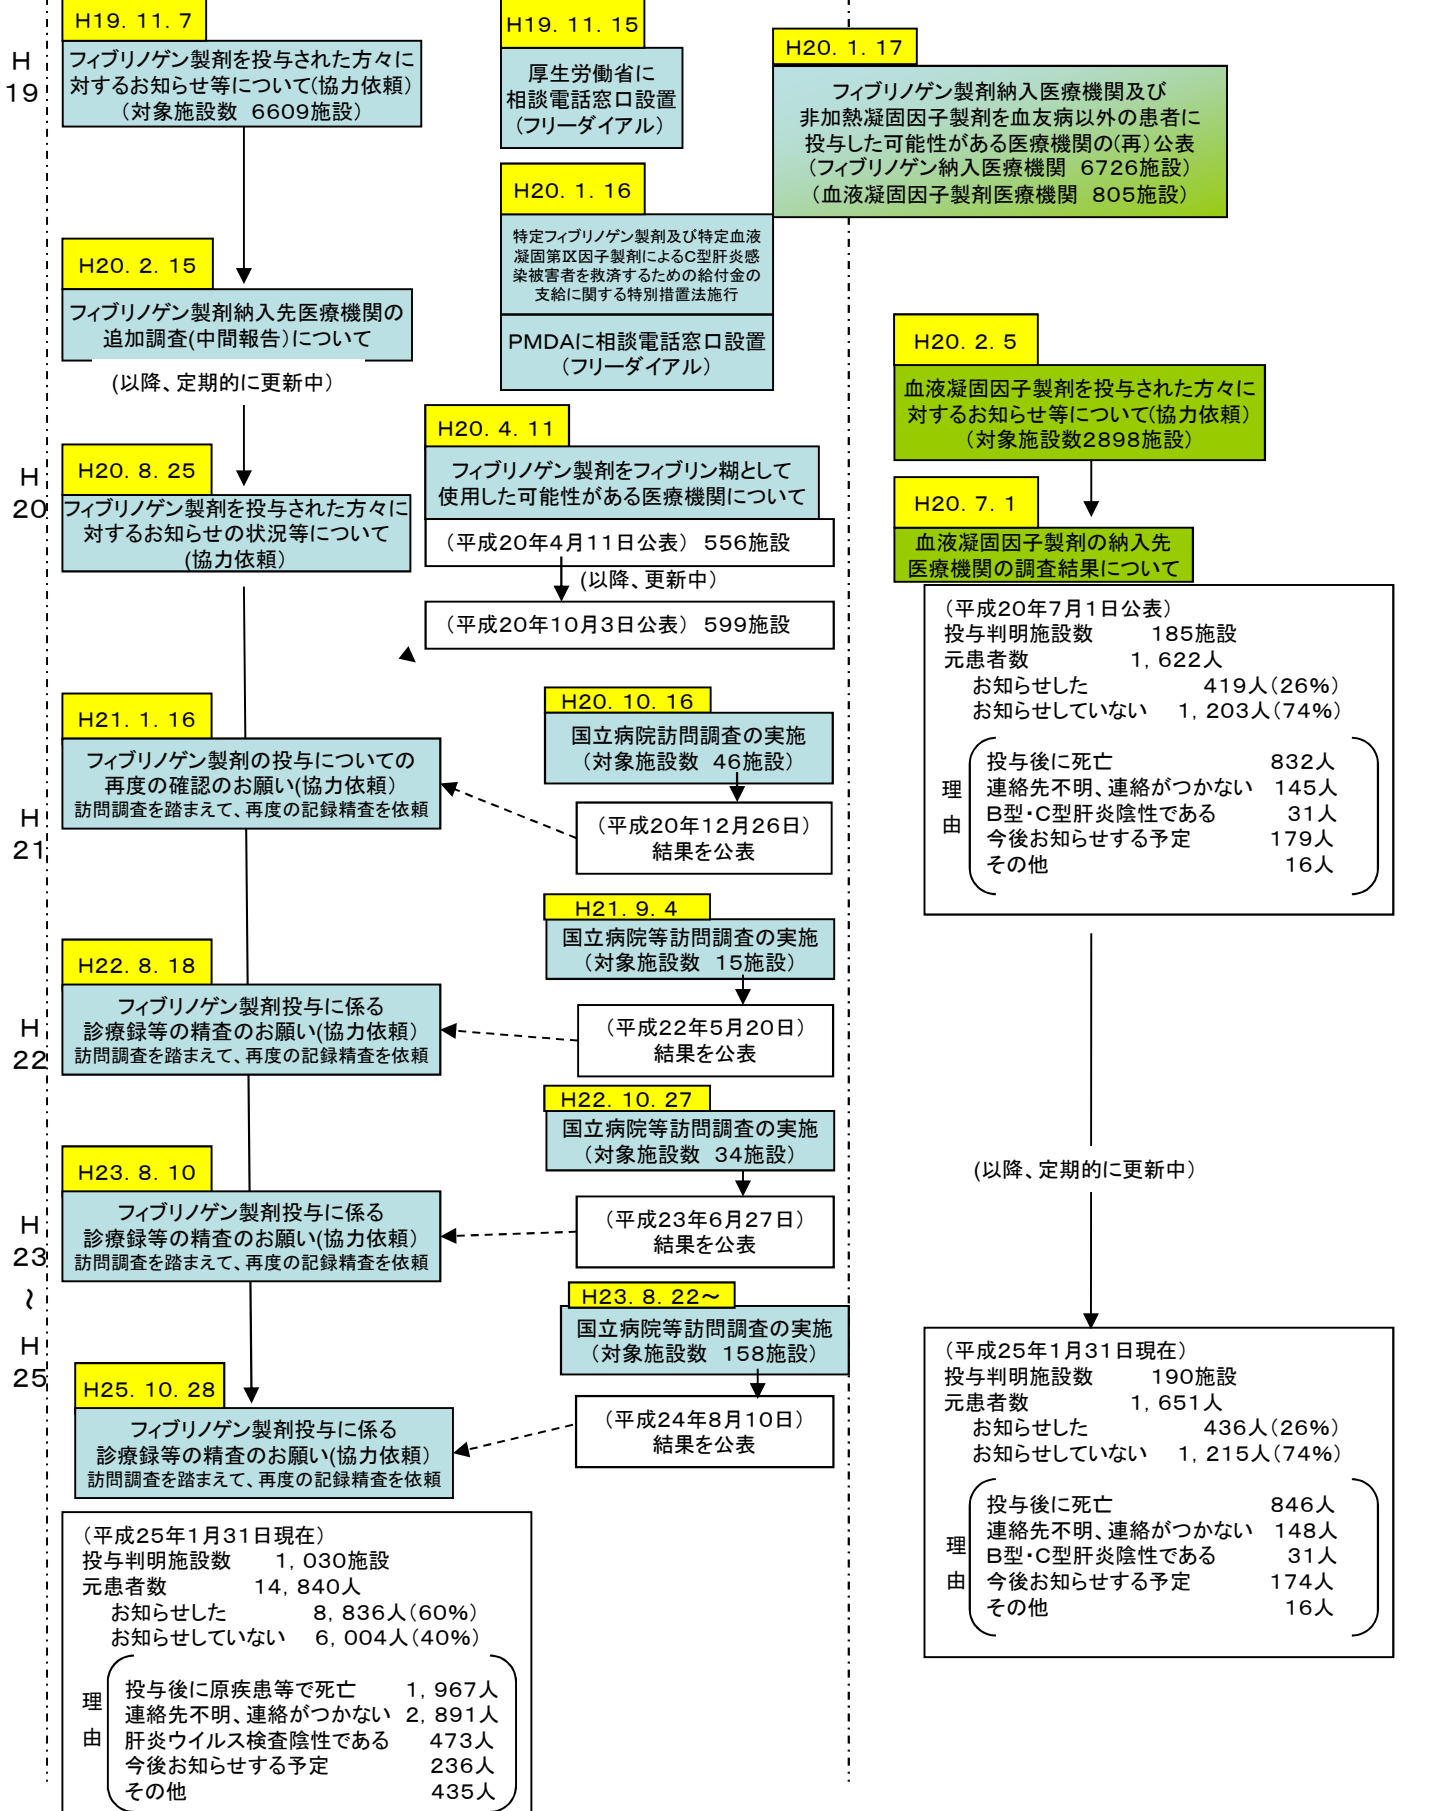 H
19
H19．11．7
フィブリノゲン製剤を投与された方々に
対するお知らせ等について(協力依頼)
（対象施設数　6609施設）
H19．11．15
厚生労働省に
相談電話窓口設置
（フリーダイアル）
H20．1．17
フィブリノゲン製剤納入医療機関及び
非加熱凝固因子製剤を血友病以外の患者に
投与した可能性がある医療機関の(再)公表
（フィブリノゲン納入医療機関　6726施設）
（血液凝固因子製剤医療機関　805施設）
H20．1．16
特定フィブリノゲン製剤及び特定血液
凝固第Ⅸ因子製剤によるC型肝炎感
染被害者を救済するための給付金の
支給に関する特別措置法施行
PMDAに相談電話窓口設置
（フリーダイアル）
H20．2．15
フィブリノゲン製剤納入先医療機関の
追加調査(中間報告)について
(以降、定期的に更新中)
H20．2．5
血液凝固因子製剤を投与された方々に
対するお知らせ等について(協力依頼)
（対象施設数2898施設）
H
20
H20．4．11
フィブリノゲン製剤をフィブリン糊として
使用した可能性がある医療機関について
（平成20年4月11日公表）556施設
(以降、更新中)
（平成20年10月3日公表）599施設
H20．8．25
フィブリノゲン製剤を投与された方々に
対するお知らせの状況等について
(協力依頼)
H20．7．1
血液凝固因子製剤の納入先
医療機関の調査結果について
（平成20年7月1日公表）
投与判明施設数　185施設
元患者数　1，622人
お知らせした　419人（26％）
お知らせしていない　1，203人（74％）
理
由
投与後に死亡　832人
連絡先不明、連絡がつかない　145人
B型・C型肝炎陰性である　31人
今後お知らせする予定　179人
その他　16人
H
21
H20．10．16
国立病院訪問調査の実施
（対象施設数　46施設）
（平成20年12月26日）
結果を公表
H21．1．16
フィブリノゲン製剤の投与についての
再度の確認のお願い(協力依頼)
訪問調査を踏まえて、再度の記録精査を依頼
H21．9．4
国立病院等訪問調査の実施
（対象施設数　15施設）
（平成22年5月20日）
結果を公表
H
22
H22．8．18
フィブリノゲン製剤投与に係る
診療録等の精査のお願い(協力依頼)
訪問調査を踏まえて、再度の記録精査を依頼
H22．10．27
国立病院等訪問調査の実施
（対象施設数　34施設）
（平成23年6月27日）
結果を公表
H
23
～
H
25
H23．8．10
フィブリノゲン製剤投与に係る
診療録等の精査のお願い(協力依頼)
訪問調査を踏まえて、再度の記録精査を依頼
(以降、定期的に更新中)
H23．8．22～
国立病院等訪問調査の実施
（対象施設数　158施設）
（平成24年8月10日）
結果を公表
H25．10．28
フィブリノゲン製剤投与に係る
診療録等の精査のお願い(協力依頼)
訪問調査を踏まえて、再度の記録精査を依頼
（平成25年1月31日現在）
投与判明施設数　1，030施設
元患者数　14，840人
お知らせした　8，836人（60％）
お知らせしていない　6，004人（40％）
理
由
投与後に原疾患等で死亡　1，967人
連絡先不明、連絡がつかない　2，891人
肝炎ウイルス検査陰性である　473人
今後お知らせする予定　236人
その他　435人
（平成25年1月31日現在）
投与判明施設数　190施設
元患者数　1，651人
お知らせした　436人（26％）
お知らせしていない　1，215人（74％）
理
由
投与後に死亡　846人
連絡先不明、連絡がつかない　148人
B型・C型肝炎陰性である　31人
今後お知らせする予定　174人
その他　16人